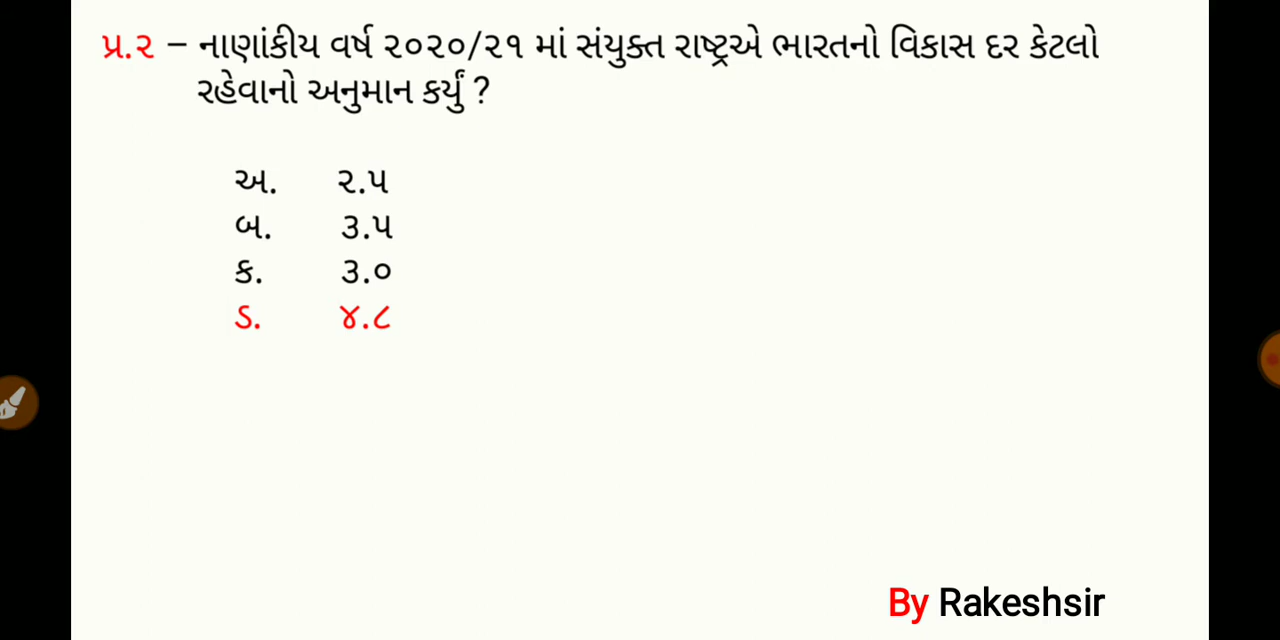 પ્ર.૨ – નાણાંકીય વર્ષ ૨૦૨૦/૨૧ માં સંયુક્ત રાષ્ટ્રએ ભારતનો વિકાસ દર કેટલો
રહેવાનો અનુમાન કર્યું ?
અ. ૨.૫
બ. ૩.૫
ક. ૩.૦
ડ. ૪.૮
By Rakeshsir